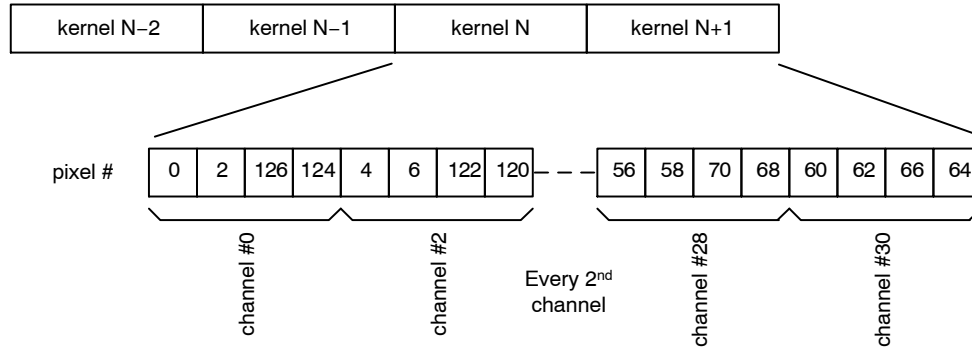 kernel N−2 kernel N−1 kernel N kernel N+1
pixel # 0 2 126 124 4 6 122 120 56 58 70 68 60 62 66 64
channel #0 channel #2 channel #28 channel #30
Every 2nd
channel